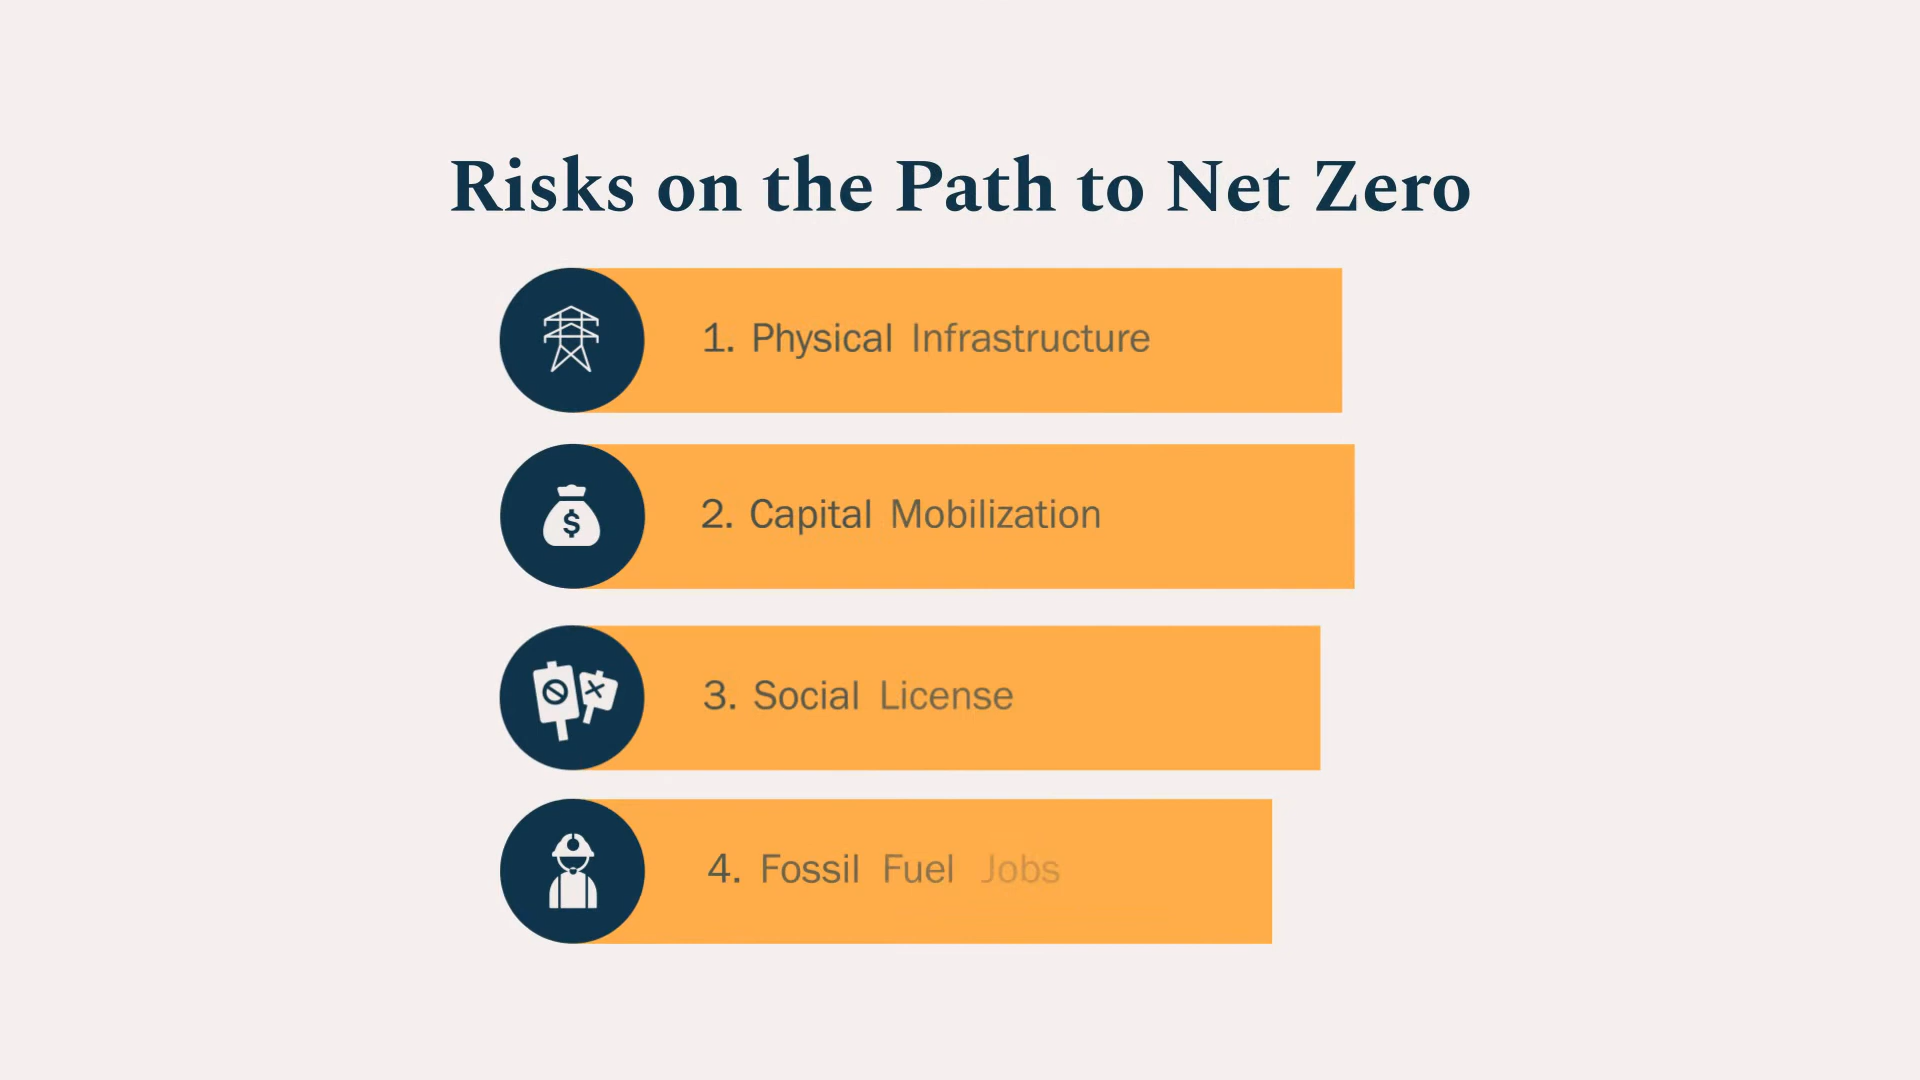 Risks on the Path to Net Zero
1. Physical Infrastructure
$
2. Capital Mobilization
3. Social License
4. Fossil Fuel Jobs